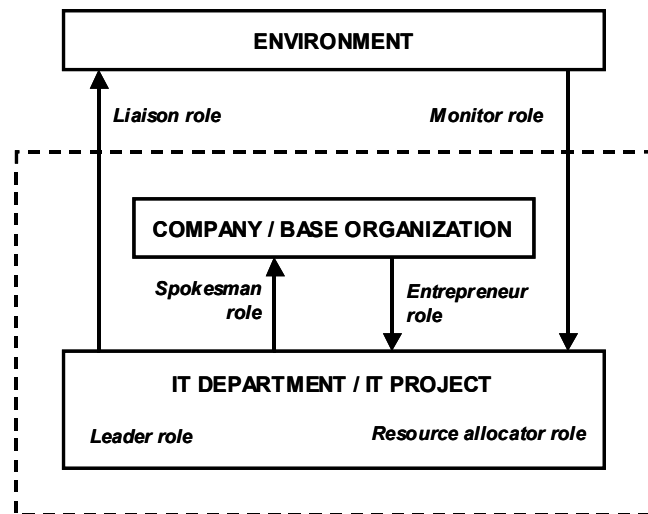 ENVIRONMENT
Liaison role
Monitor role
COMPANY / BASE ORGANIZATION
Spokesman
role
Entrepreneur
role
IT DEPARTMENT / IT PROJECT
Leader role
Resource allocator role